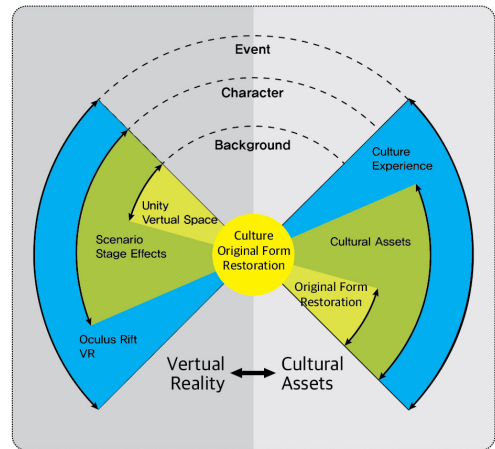 Event
Character
Background
Culture
Experience
Unity
Vertual Space
Culture
Original Form
Restoration
Scenario
Stage Effects
Cultural Assets
Original Form
Restoration
Oculus Rift
VR
Vertual
Reality
Cultural
Assets